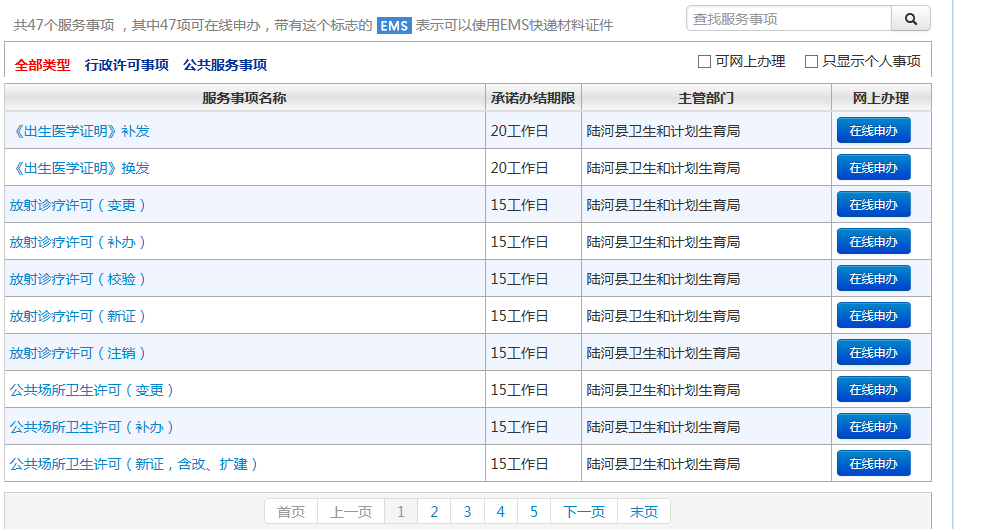 共47个服务事项 ，其中47项可在线申办，带有这个标志的 EMS 表示可以使用EMS快递材料证件 查找服务事项
全部类型 行政许可事项 公共服务事项 可网上办理 只显示个人事项
服务事项名称 承诺办结期限 主管部门 网上办理
《出生医学证明》补发 20工作日 陆河县卫生和计划生育局 在线申办
《出生医学证明》换发 20工作日 陆河县卫生和计划生育局 在线申办
放射诊疗许可（变更） 15工作日 陆河县卫生和计划生育局 在线申办
放射诊疗许可（补办） 15工作日 陆河县卫生和计划生育局 在线申办
放射诊疗许可（校验） 15工作日 陆河县卫生和计划生育局 在线申办
放射诊疗许可（新证） 15工作日 陆河县卫生和计划生育局 在线申办
放射诊疗许可（注销） 15工作日 陆河县卫生和计划生育局 在线申办
公共场所卫生许可（变更） 15工作日 陆河县卫生和计划生育局 在线申办
公共场所卫生许可（补办） 15工作日 陆河县卫生和计划生育局 在线申办
公共场所卫生许可（新证，含改、扩建） 15工作日 陆河县卫生和计划生育局 在线申办
首页 上一页 1 2 3 4 5 下一页 末页